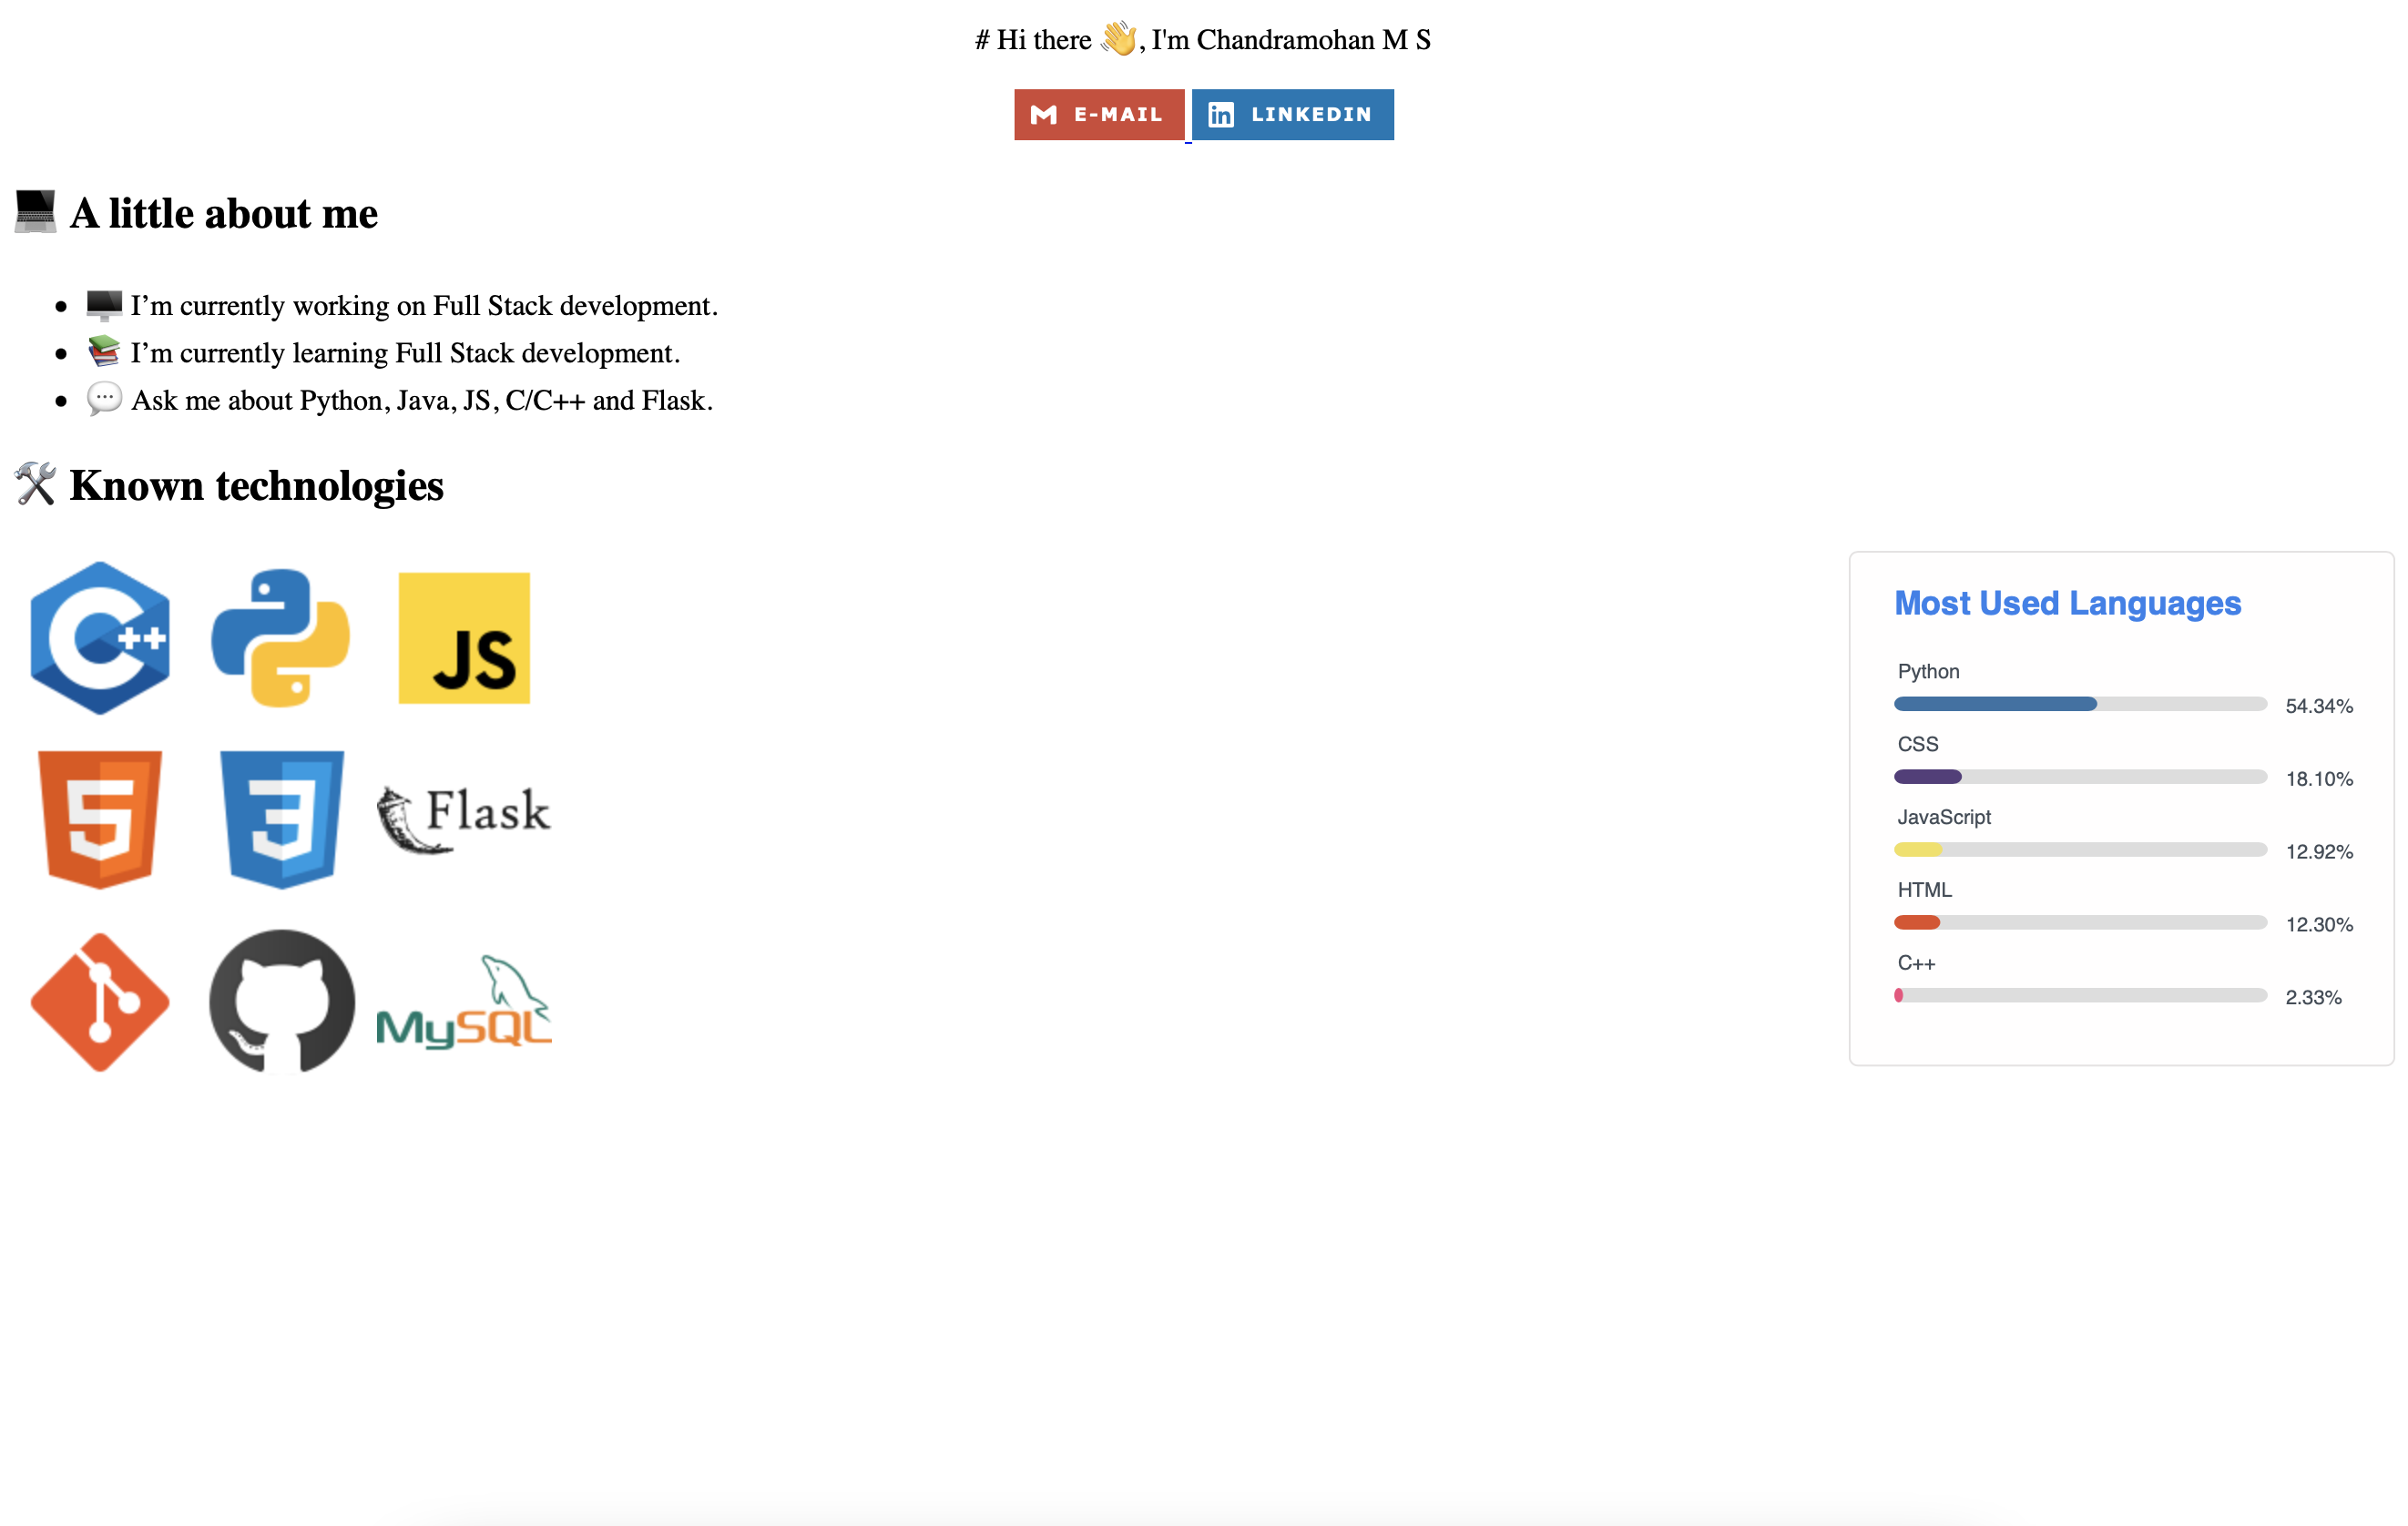 # Hi there 👋, I'm Chandramohan M S
E-MAIL LINKEDIN
💻 A little about me
• 🖥️ I’m currently working on Full Stack development.
• 📚 I’m currently learning Full Stack development.
• 💬 Ask me about Python, Java, JS, C/C++ and Flask.
🛠️ Known technologies
C++
JS
5
3
Flask
MySQL
Most Used Languages
Python
54.34%
CSS
18.10%
JavaScript
12.92%
HTML
12.30%
C++
2.33%